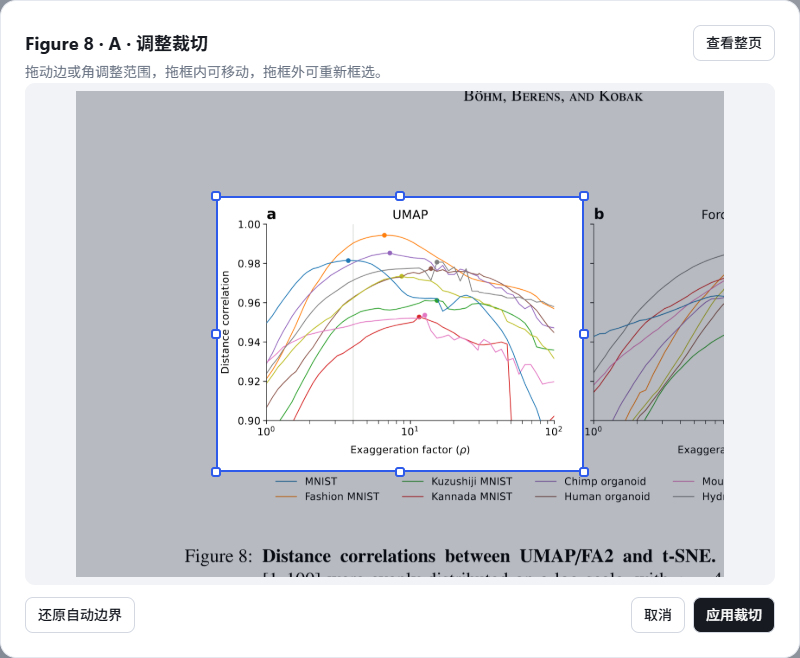 Figure 8 · A · 调整裁切
查看整页
拖动边或角调整范围，拖框内可移动，拖框外可重新框选。
BÖHM, BERENS, AND KOBAK
a UMAP
b Forc
1.00
0.98
0.96
0.94
0.92
0.90
Distance correlation
10⁰ 10¹ 10²
10⁰
Exaggeration factor (ρ)
Exaggera
MNIST Kuzushiji MNIST Chimp organoid Mou
Fashion MNIST Kannada MNIST Human organoid Hydr
Figure 8: Distance correlations between UMAP/FA2 and t-SNE.
还原自动边界
取消
应用裁切